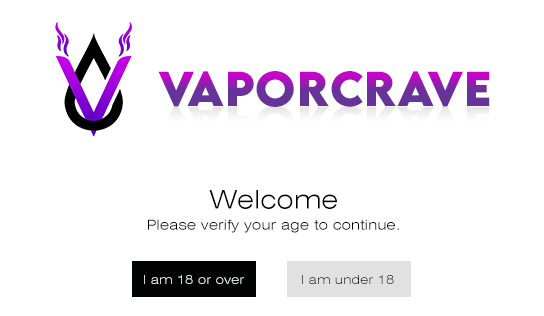 VAPORCRAVE
Welcome
Please verify your age to continue.
I am 18 or over
I am under 18